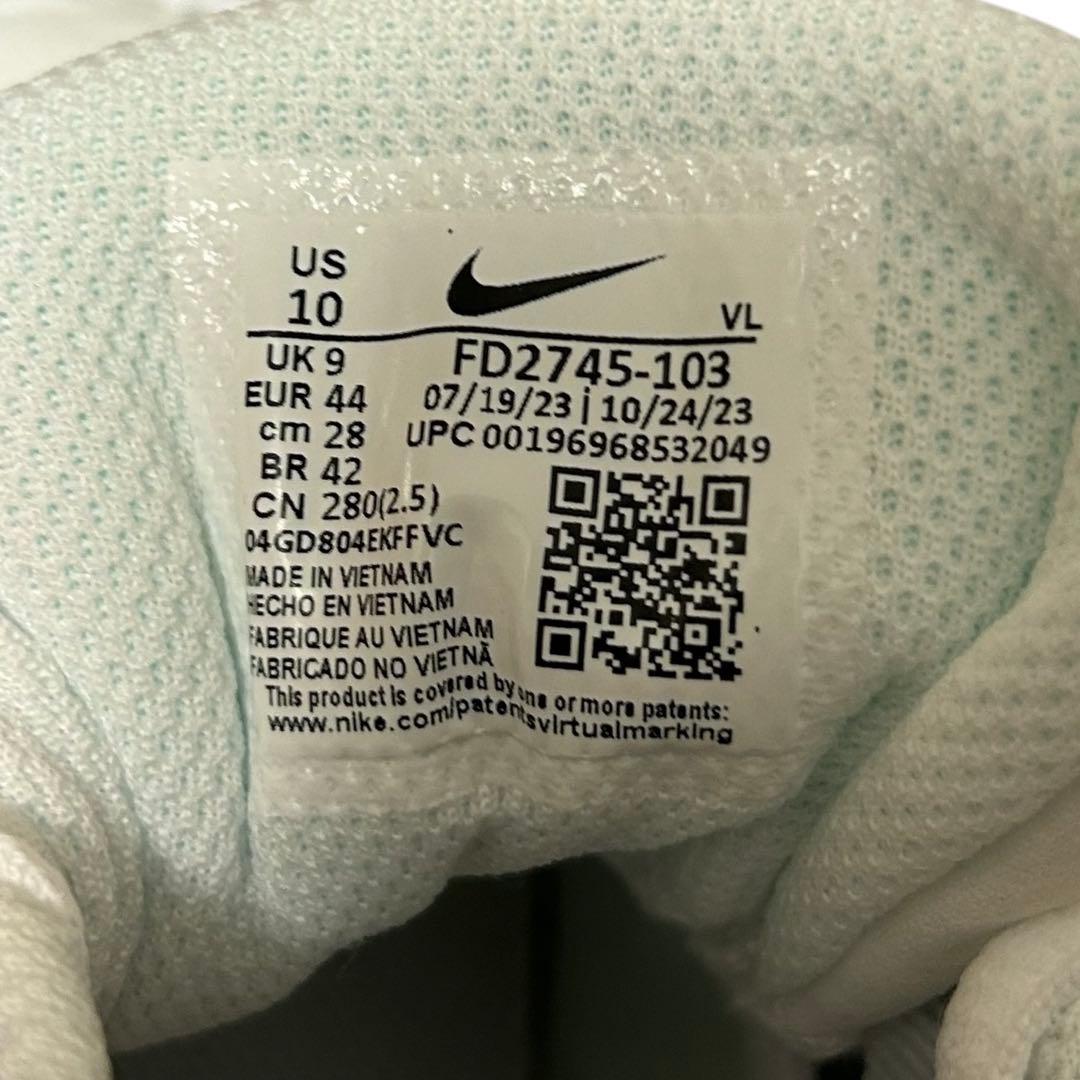 US
10
VL
UK 9
FD2745-103
EUR 44
07/19/23 | 10/24/23
cm 28
UPC 00196968532049
BR 42
CN 280(2.5)
04GD804EKFFVC
MADE IN VIETNAM
HECHO EN VIETNAM
FABRIQUE AU VIETNAM
FABRICADO NO VIETNÃ
This product is covered by one or more patents:
www.nike.com/patentsvirtualmarking